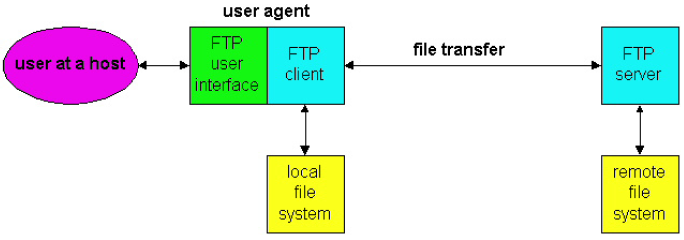 user agent
user at a host
FTP
user
interface
FTP
client
file transfer
FTP
server
local
file
system
remote
file
system